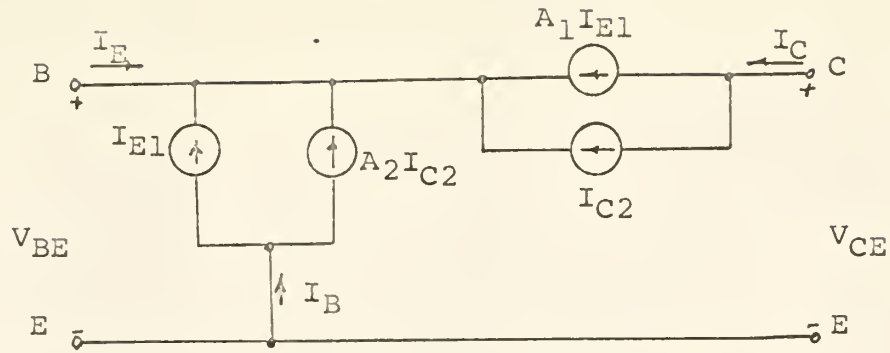 A1IE1
IE
IC
B
C
+
+
IE1
A2IC2
IC2
VBE
VCE
IB
E
-
-
E